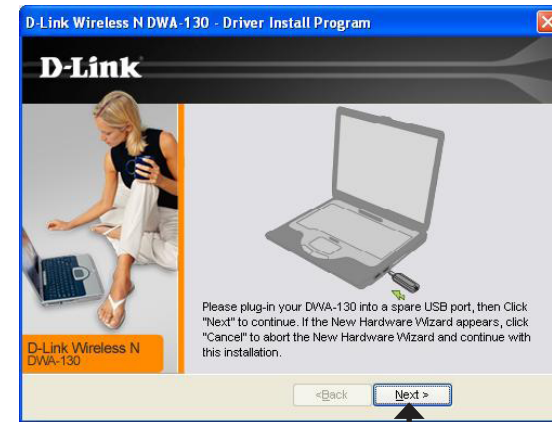 D-Link Wireless N DWA-130 - Driver Install Program
D-Link
Please plug-in your DWA-130 into a spare USB port, then Click
"Next" to continue. If the New Hardware Wizard appears, click
"Cancel" to abort the New Hardware Wizard and continue with
this installation.
D-Link Wireless N
DWA-130
<Back
Next >